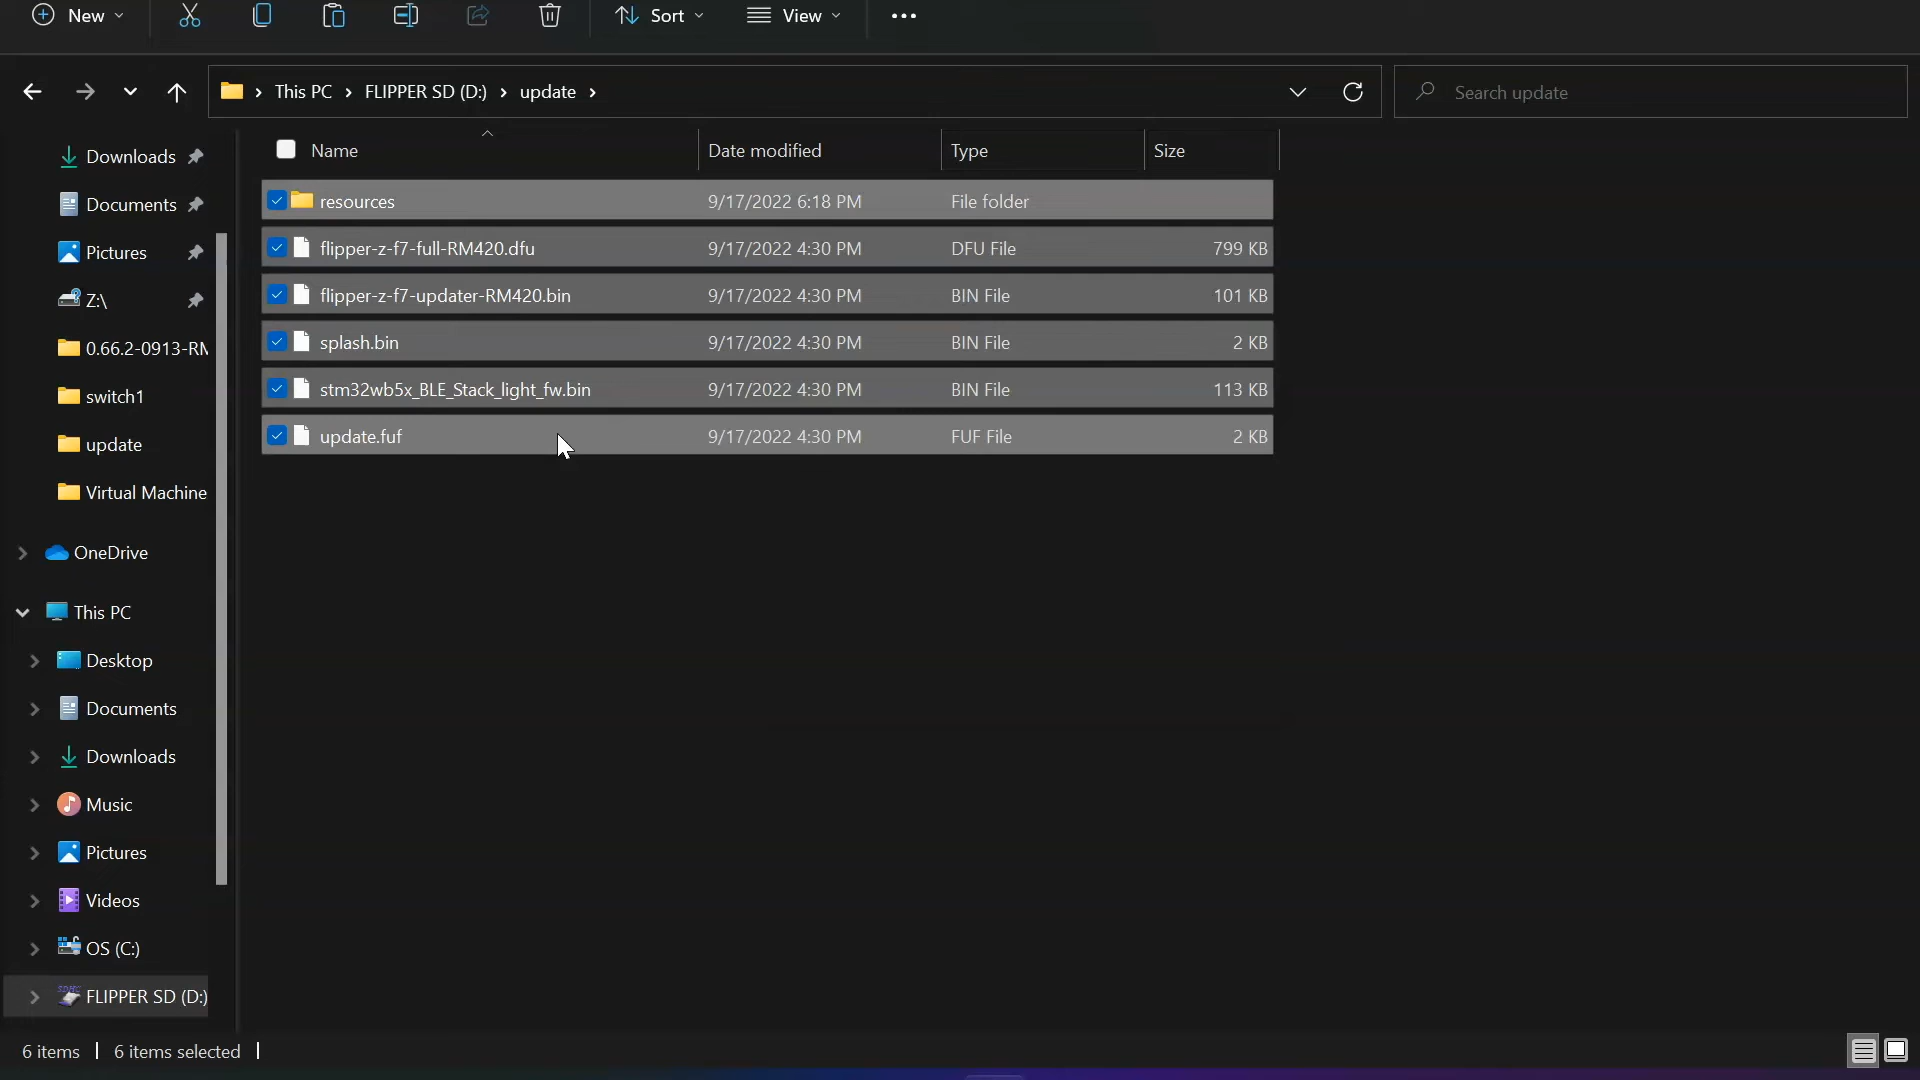 New
Sort
View
This PC
FLIPPER SD (D:)
update
Search update
Name
Date modified
Type
Size
resources 9/17/2022 6:18 PM File folder
flipper-z-f7-full-RM420.dfu 9/17/2022 4:30 PM DFU File 799 KB
flipper-z-f7-updater-RM420.bin 9/17/2022 4:30 PM BIN File 101 KB
splash.bin 9/17/2022 4:30 PM BIN File 2 KB
stm32wb5x_BLE_Stack_light_fw.bin 9/17/2022 4:30 PM BIN File 113 KB
update.fuf 9/17/2022 4:30 PM FUF File 2 KB
Downloads
Documents
Pictures
Z:\
0.66.2-0913-RM
switch1
update
Virtual Machine
OneDrive
This PC
Desktop
Documents
Downloads
Music
Pictures
Videos
OS (C:)
SDHC
FLIPPER SD (D:)
6 items
6 items selected